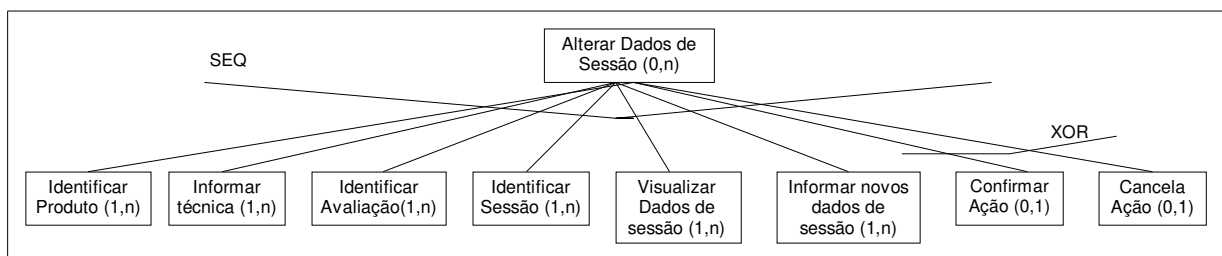 Alterar Dados de
Sessão (0,n)
SEQ
XOR
Identificar
Produto (1,n)
Informar
técnica (1,n)
Identificar
Avaliação(1,n)
Identificar
Sessão (1,n)
Visualizar
Dados de
sessão (1,n)
Informar novos
dados de
sessão (1,n)
Confirmar
Ação (0,1)
Cancela
Ação (0,1)